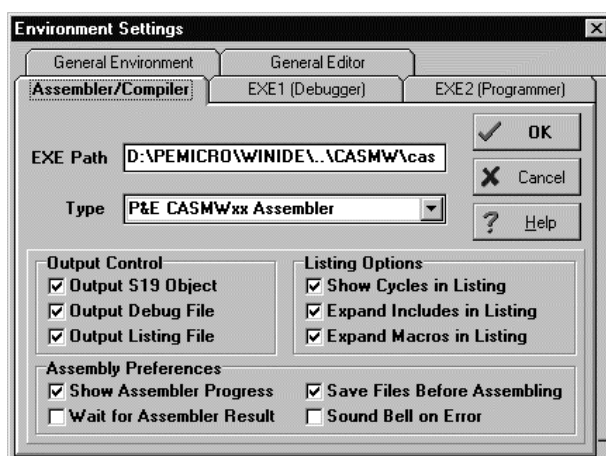 Environment Settings
General Environment
General Editor
Assembler/Compiler
EXE1 (Debugger)
EXE2 (Programmer)
OK
EXE Path
D:\PEMICRO\WINIDE\..\CASMW\cas
Cancel
Type
P&E CASMWxx Assembler
Help
Output Control
Output S19 Object
Output Debug File
Output Listing File
Listing Options
Show Cycles in Listing
Expand Includes in Listing
Expand Macros in Listing
Assembly Preferences
Show Assembler Progress
Save Files Before Assembling
Wait for Assembler Result
Sound Bell on Error